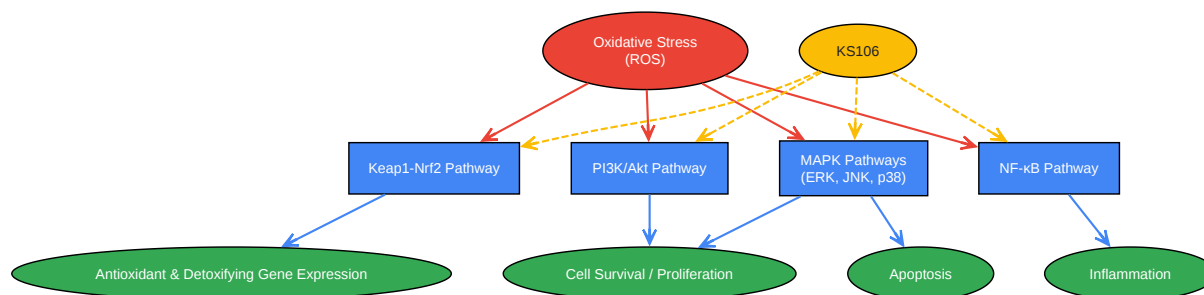 Oxidative Stress
(ROS)
KS106
Keap1-Nrf2 Pathway
PI3K/Akt Pathway
MAPK Pathways
(ERK, JNK, p38)
NF-κB Pathway
Antioxidant & Detoxifying Gene Expression
Cell Survival / Proliferation
Apoptosis
Inflammation